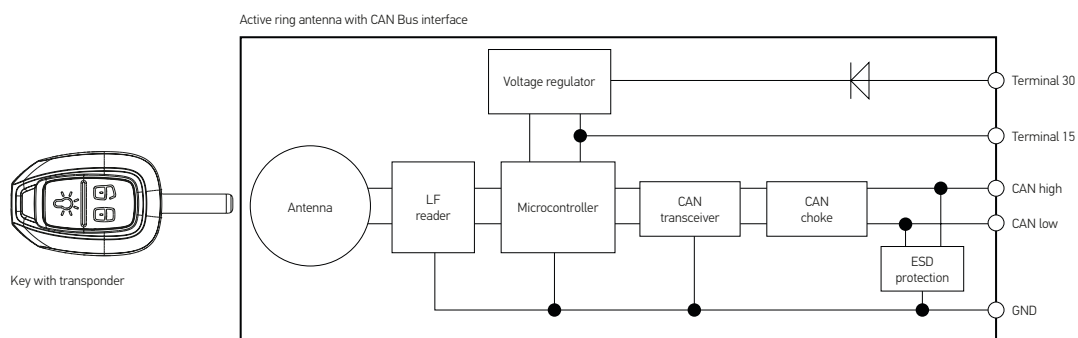 Active ring antenna with CAN Bus interface
Voltage regulator
Terminal 30
Terminal 15
Antenna
LF
reader
Microcontroller
CAN
transceiver
CAN
choke
CAN high
CAN low
ESD
protection
GND
Key with transponder